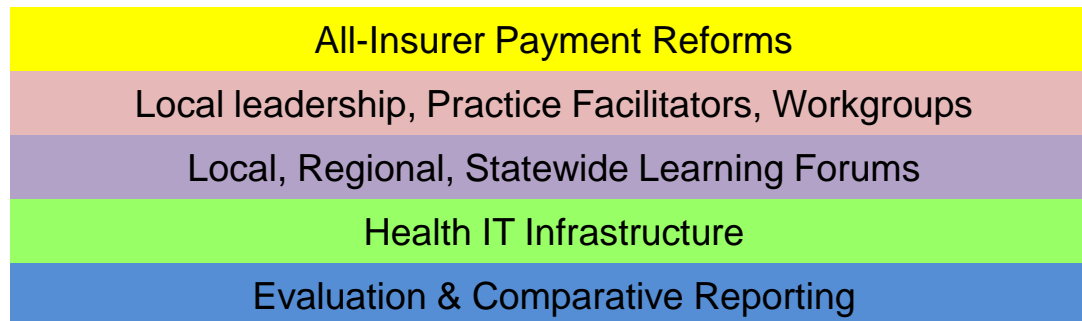 All-Insurer Payment Reforms
Local leadership, Practice Facilitators, Workgroups
Local, Regional, Statewide Learning Forums
Health IT Infrastructure
Evaluation & Comparative Reporting